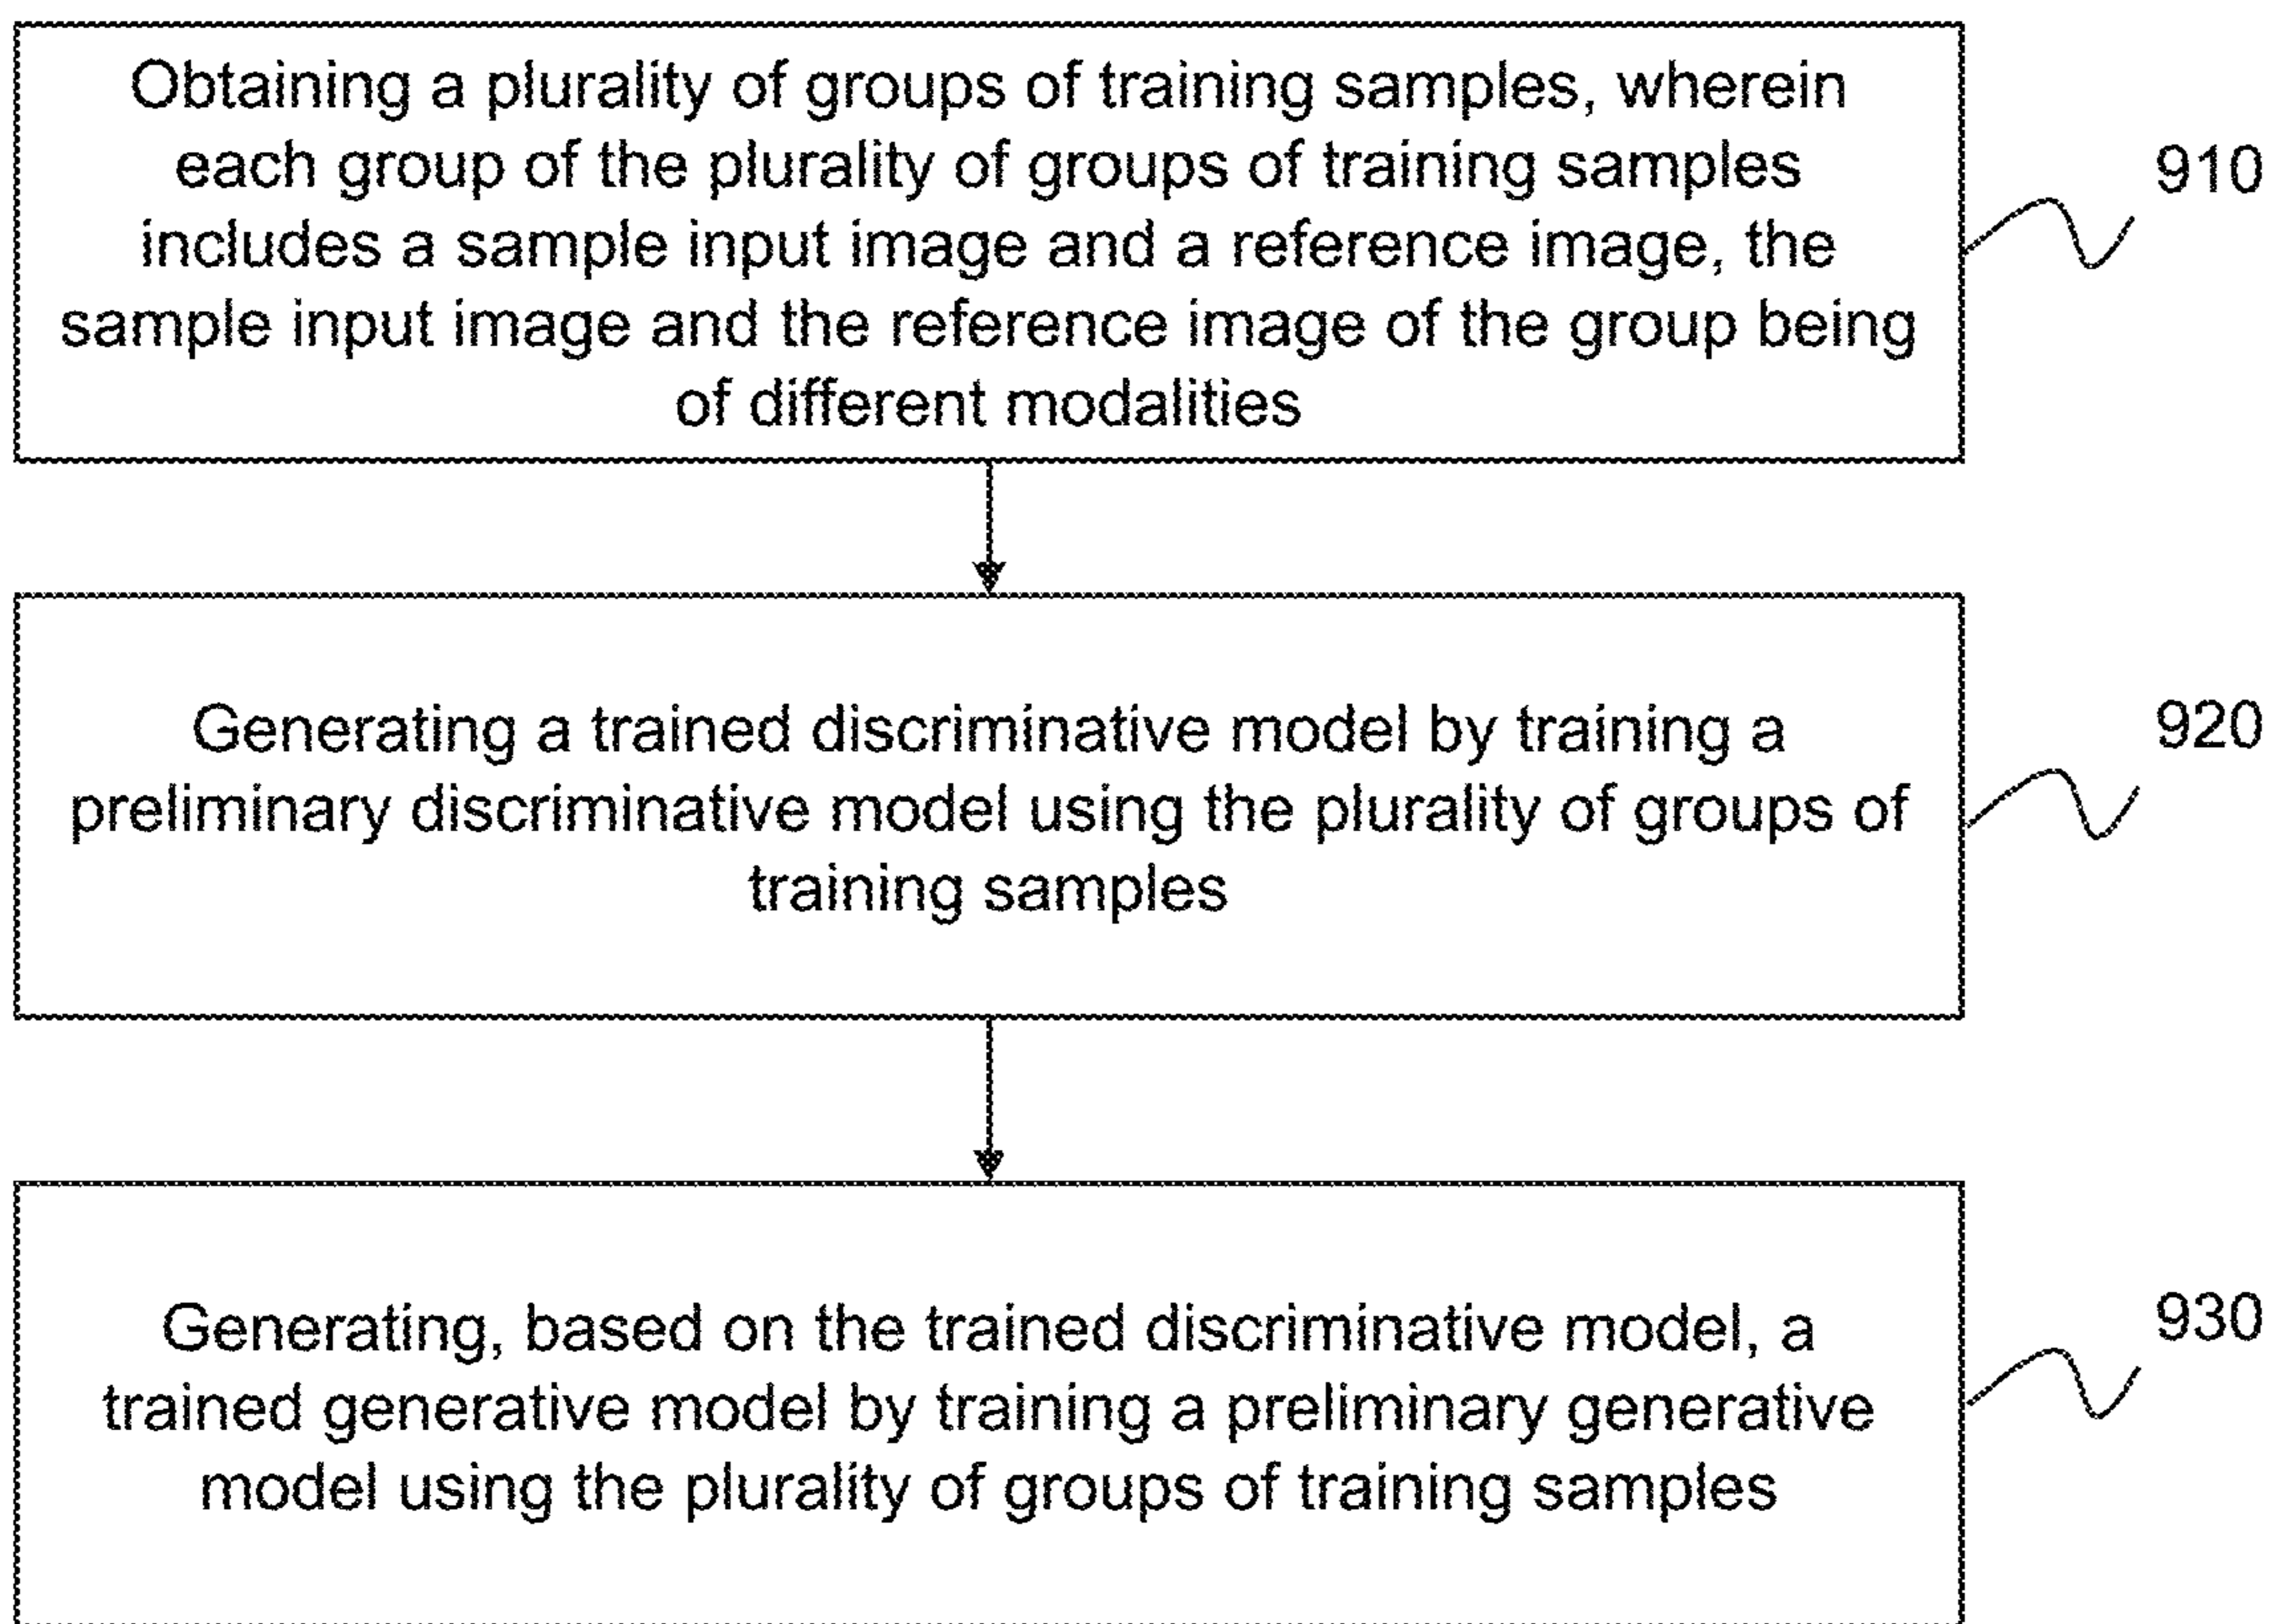 Obtaining a plurality of groups of training samples, wherein
each group of the plurality of groups of training samples
includes a sample input image and a reference image, the
sample input image and the reference image of the group being
of different modalities
910
Generating a trained discriminative model by training a
preliminary discriminative model using the plurality of groups of
training samples
920
Generating, based on the trained discriminative model, a
trained generative model by training a preliminary generative
model using the plurality of groups of training samples
930